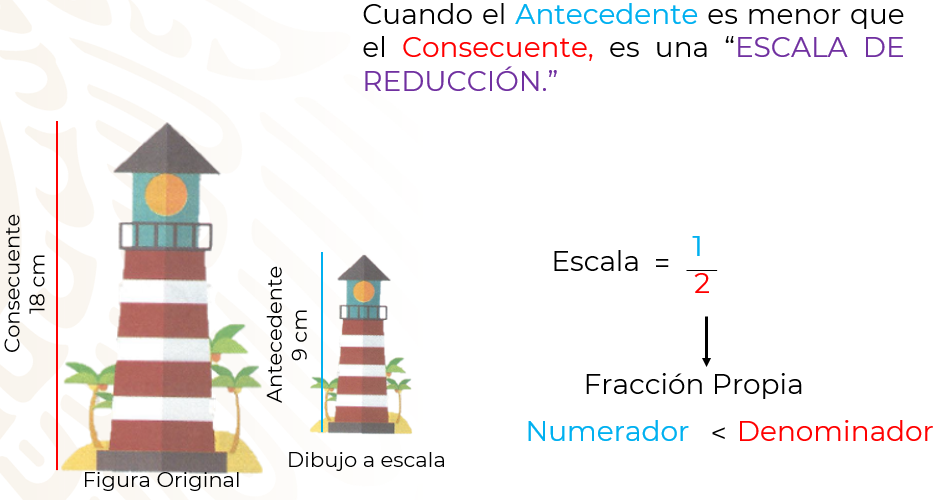 Cuando el Antecedente es menor que
el Consecuente, es una “ESCALA DE
REDUCCIÓN.”
Consecuente
18 cm
Antecedente
9 cm
Figura Original
Dibujo a escala
Escala = 1
2
Fracción Propia
Numerador < Denominador